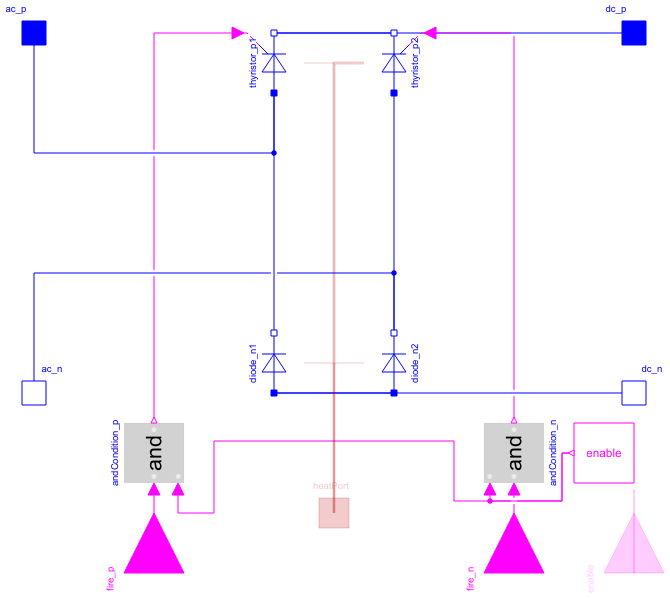 ac_p
dc_p
thyristor_p1
thyristor_p2
diode_n1
diode_n2
ac_n
dc_n
andCondition_p
and
andCondition_n
and
enable
heatPort
fire_p
fire_n
enable